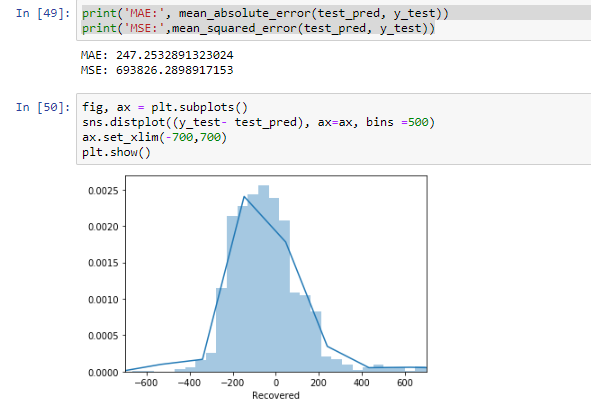 In [49]: print('MAE:', mean_absolute_error(test_pred, y_test))
print('MSE:',mean_squared_error(test_pred, y_test))
MAE: 247.2532891323024
MSE: 693826.2898917153
In [50]: fig, ax = plt.subplots()
sns.distplot((y_test- test_pred), ax=ax, bins =500)
ax.set_xlim(-700,700)
plt.show()
0.0025
0.0020
0.0015
0.0010
0.0005
0.0000
−600 −400 −200 0 200 400 600
Recovered